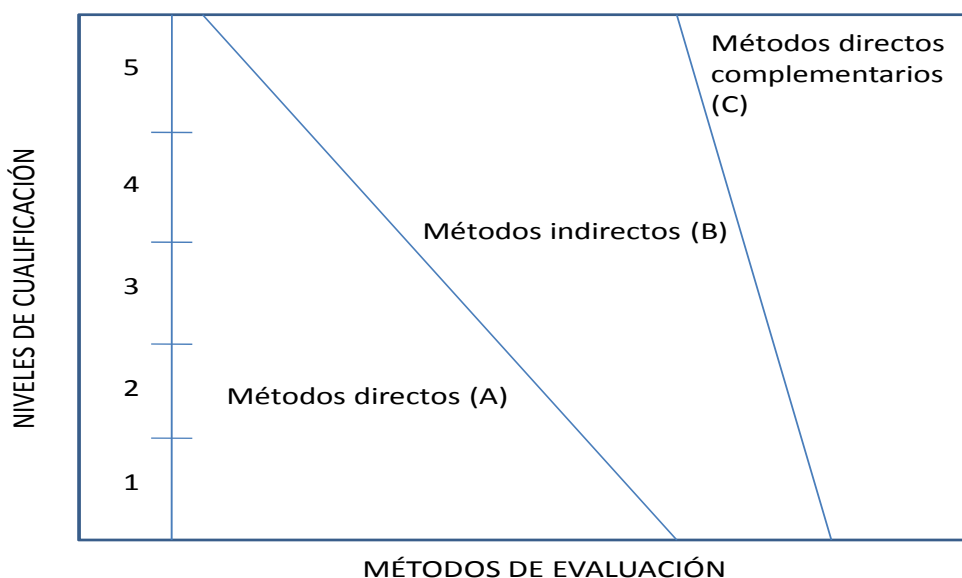 NIVELES DE CUALIFICACIÓN
5
4
3
2
1
Métodos directos
complementarios
(C)
Métodos indirectos (B)
Métodos directos (A)
MÉTODOS DE EVALUACIÓN